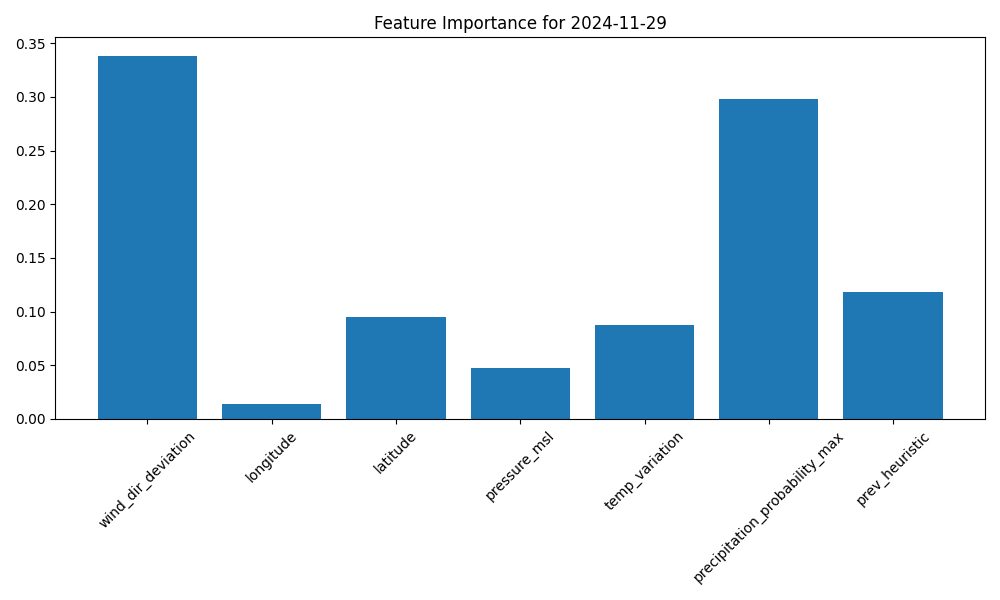 Feature Importance for 2024-11-29
0.35
0.30
0.25
0.20
0.15
0.10
0.05
0.00
wind_dir_deviation
longitude
latitude
pressure_msl
temp_variation
precipitation_probability_max
prev_heuristic